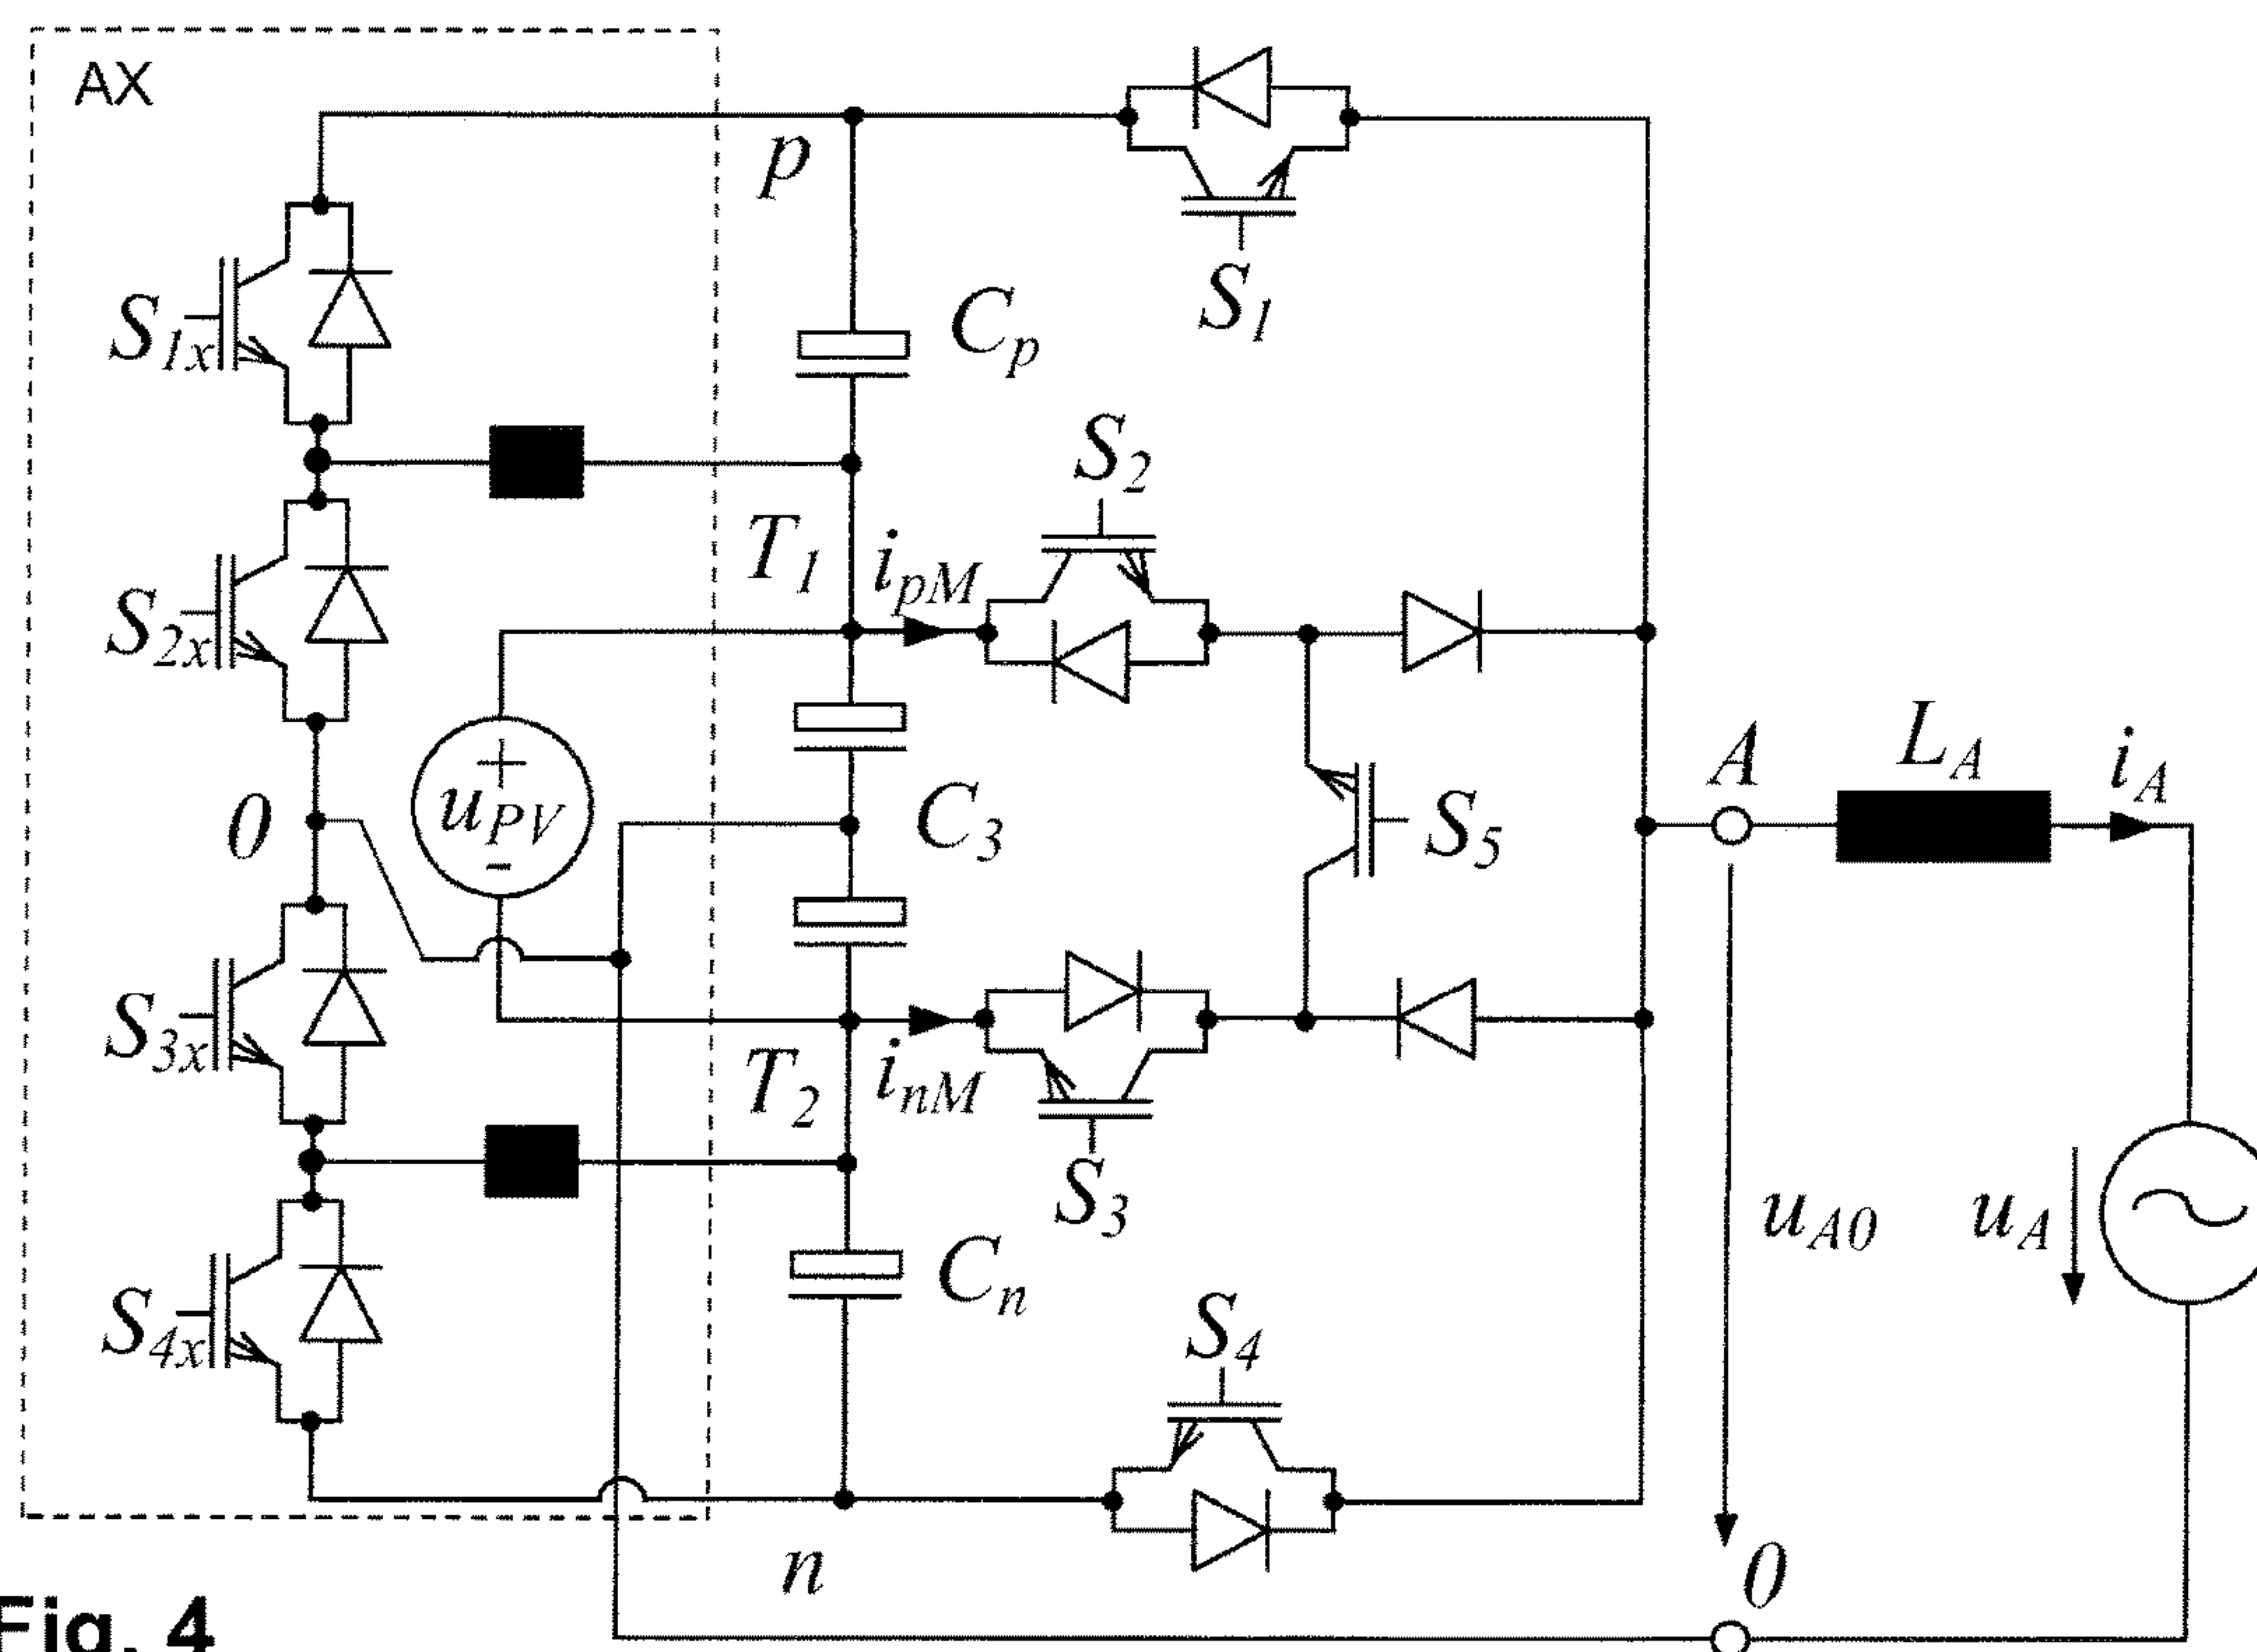 AX
p
S1x
Cp
S1
S2
T1
ipM
S2x
0
+
uPV
-
C3
S5
A
LA
iA
S3x
T2
inM
S3
S4x
Cn
S4
uA0
uA
n
0
Fig. 4